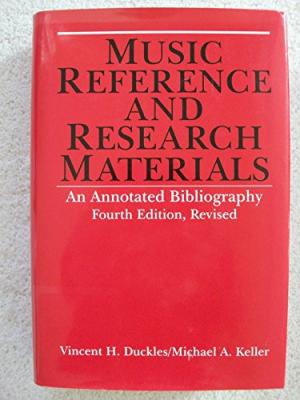 MUSIC
REFERENCE
AND
RESEARCH
MATERIALS
An Annotated Bibliography
Fourth Edition, Revised
Vincent H. Duckles/Michael A. Keller